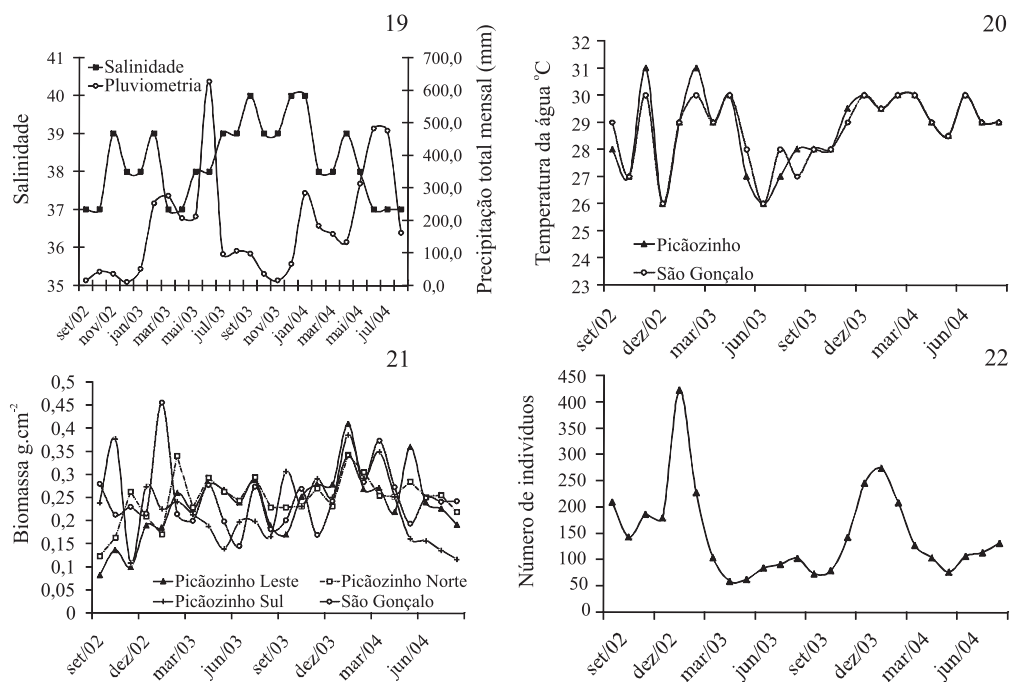 19
Salinidade
Pluviometria
Salinidade
41
40
39
38
37
36
35
700,0
600,0
500,0
400,0
300,0
200,0
100,0
0,0
Precipitação total mensal (mm)
set/02
nov/02
jan/03
mar/03
mai/03
jul/03
set/03
nov/03
jan/04
mar/04
mai/04
jul/04
20
Temperatura da água °C
32
31
30
29
28
27
26
25
24
23
Picãozinho
São Gonçalo
set/02
dez/02
mar/03
jun/03
set/03
dez/03
mar/04
jun/04
21
Biomassa g.cm-2
0,5
0,45
0,4
0,35
0,3
0,25
0,2
0,15
0,1
0,05
0
Picãozinho Leste
Picãozinho Norte
Picãozinho Sul
São Gonçalo
set/02
dez/02
mar/03
jun/03
set/03
dez/03
mar/04
jun/04
22
Número de indivíduos
450
400
350
300
250
200
150
100
50
0
set/02
dez/02
mar/03
jun/03
set/03
dez/03
mar/04
jun/04